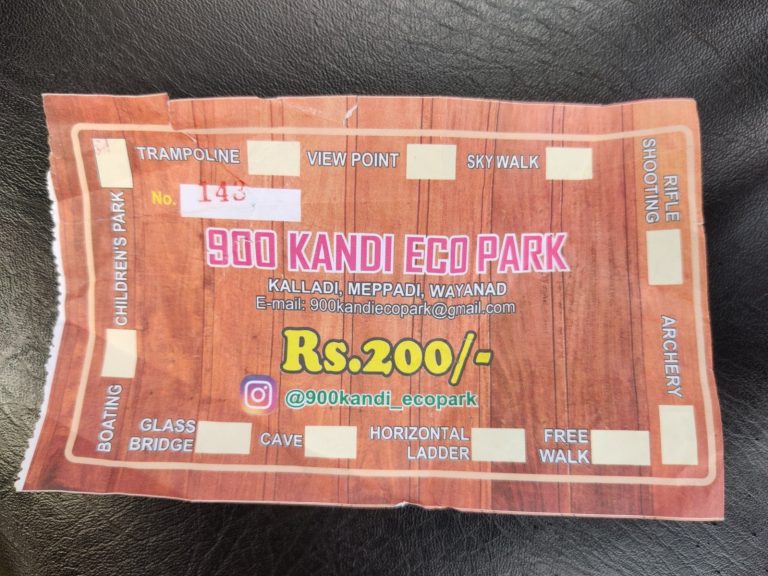 TRAMPOLINE
VIEW POINT
SKY WALK
RIFLE
SHOOTING
CHILDREN'S PARK
No. 143
900 KANDI ECO PARK
KALLADI, MEPPADI, WAYANAD
E-mail: 900kandiecopark@gmail.com
Rs.200/-
@900kandi_ecopark
ARCHERY
BOATING
GLASS
BRIDGE
CAVE
HORIZONTAL
LADDER
FREE
WALK